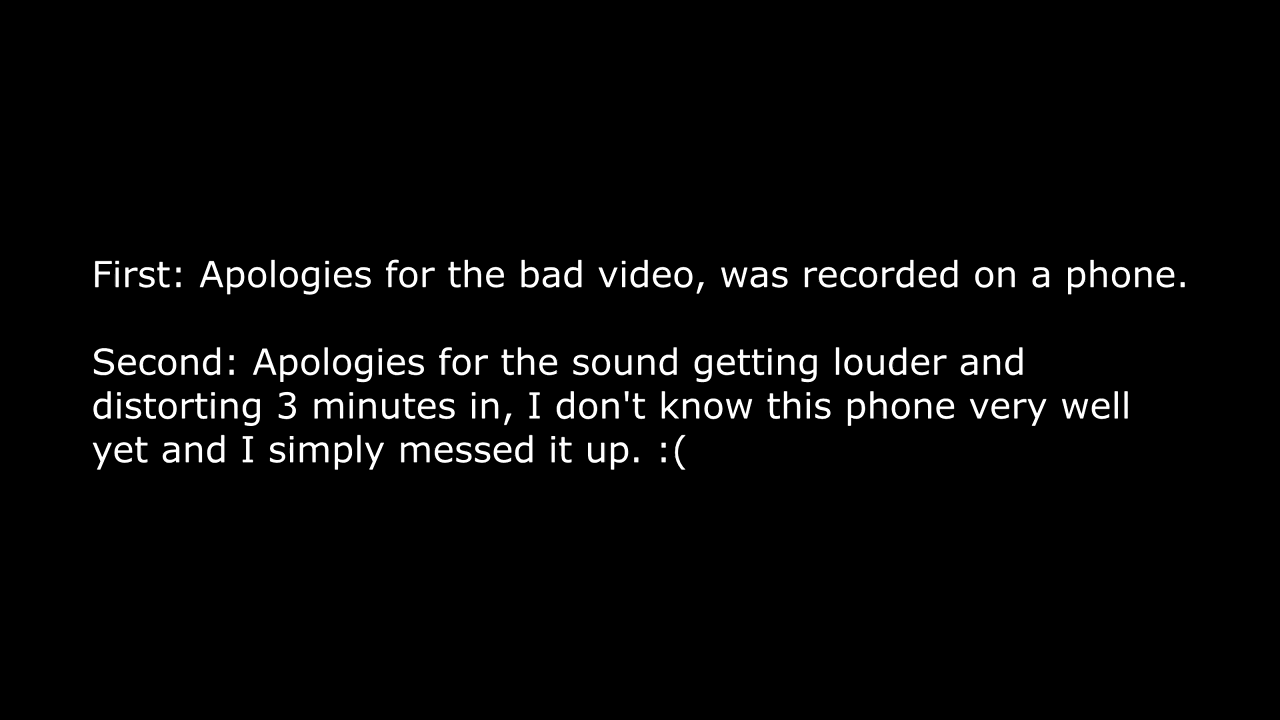 First: Apologies for the bad video, was recorded on a phone.
Second: Apologies for the sound getting louder and
distorting 3 minutes in, I don't know this phone very well
yet and I simply messed it up. :(